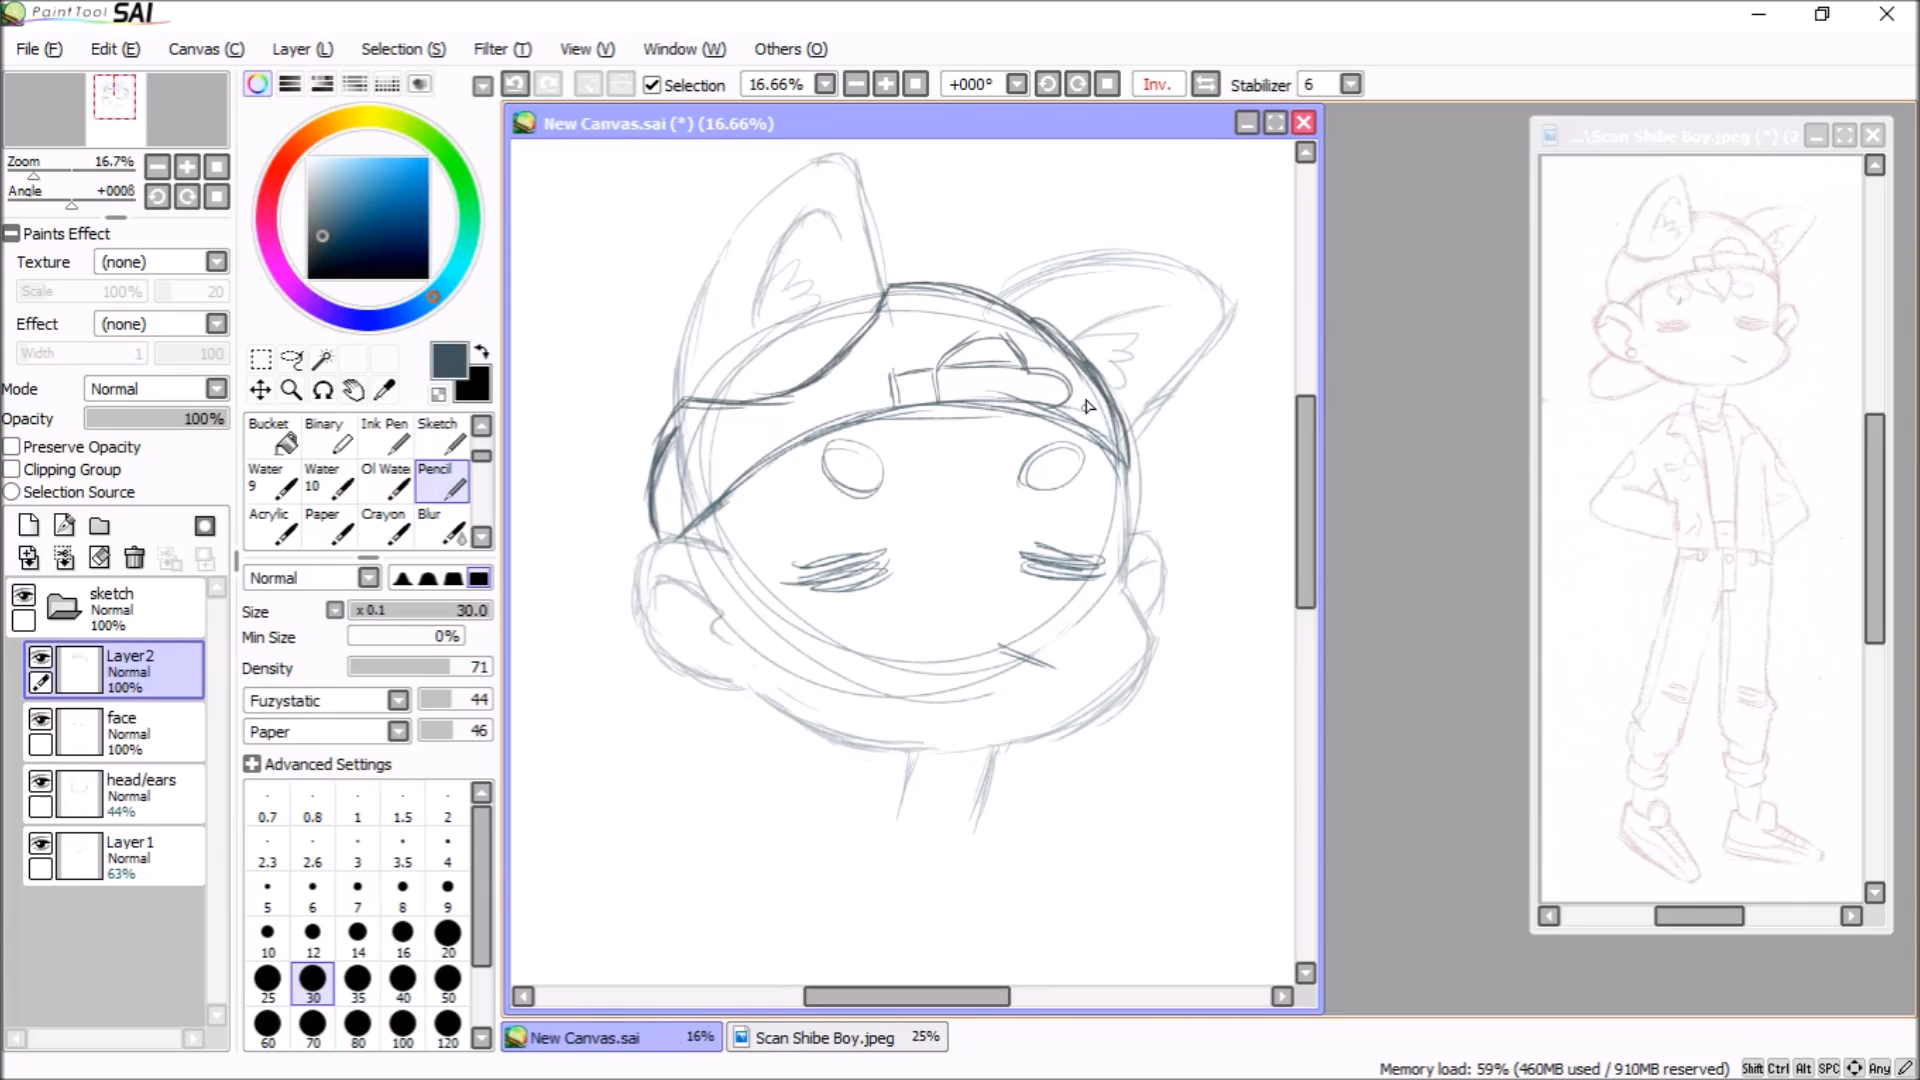 PaintTool SAI
File (F) Edit (E) Canvas (C) Layer (L) Selection (S) Filter (T) View (V) Window (W) Others (O)
Selection 16.66% +000° Inv. Stabilizer 6
New Canvas.sai (*) (16.66%)
...\Scan Shibe Boy.jpeg (*) (2
Zoom 16.7%
Angle +000ß
Paints Effect
Texture (none)
Scale 100% 20
Effect (none)
Width 1 100
Mode Normal
Opacity 100%
Preserve Opacity
Clipping Group
Selection Source
sketch
Normal
100%
Layer2
Normal
100%
face
Normal
100%
head/ears
Normal
44%
Layer1
Normal
63%
Bucket Binary Ink Pen Sketch
Water 9 Water 10 Ol Wate Pencil
Acrylic Paper Crayon Blur
Normal
Size x 0.1 30.0
Min Size 0%
Density 71
Fuzystatic 44
Paper 46
Advanced Settings
0.7 0.8 1 1.5 2
2.3 2.6 3 3.5 4
5 6 7 8 9
10 12 14 16 20
25 30 35 40 50
60 70 80 100 120
New Canvas.sai 16% Scan Shibe Boy.jpeg 25%
Memory load: 59% (460MB used / 910MB reserved) Shift Ctrl Alt SPC Any